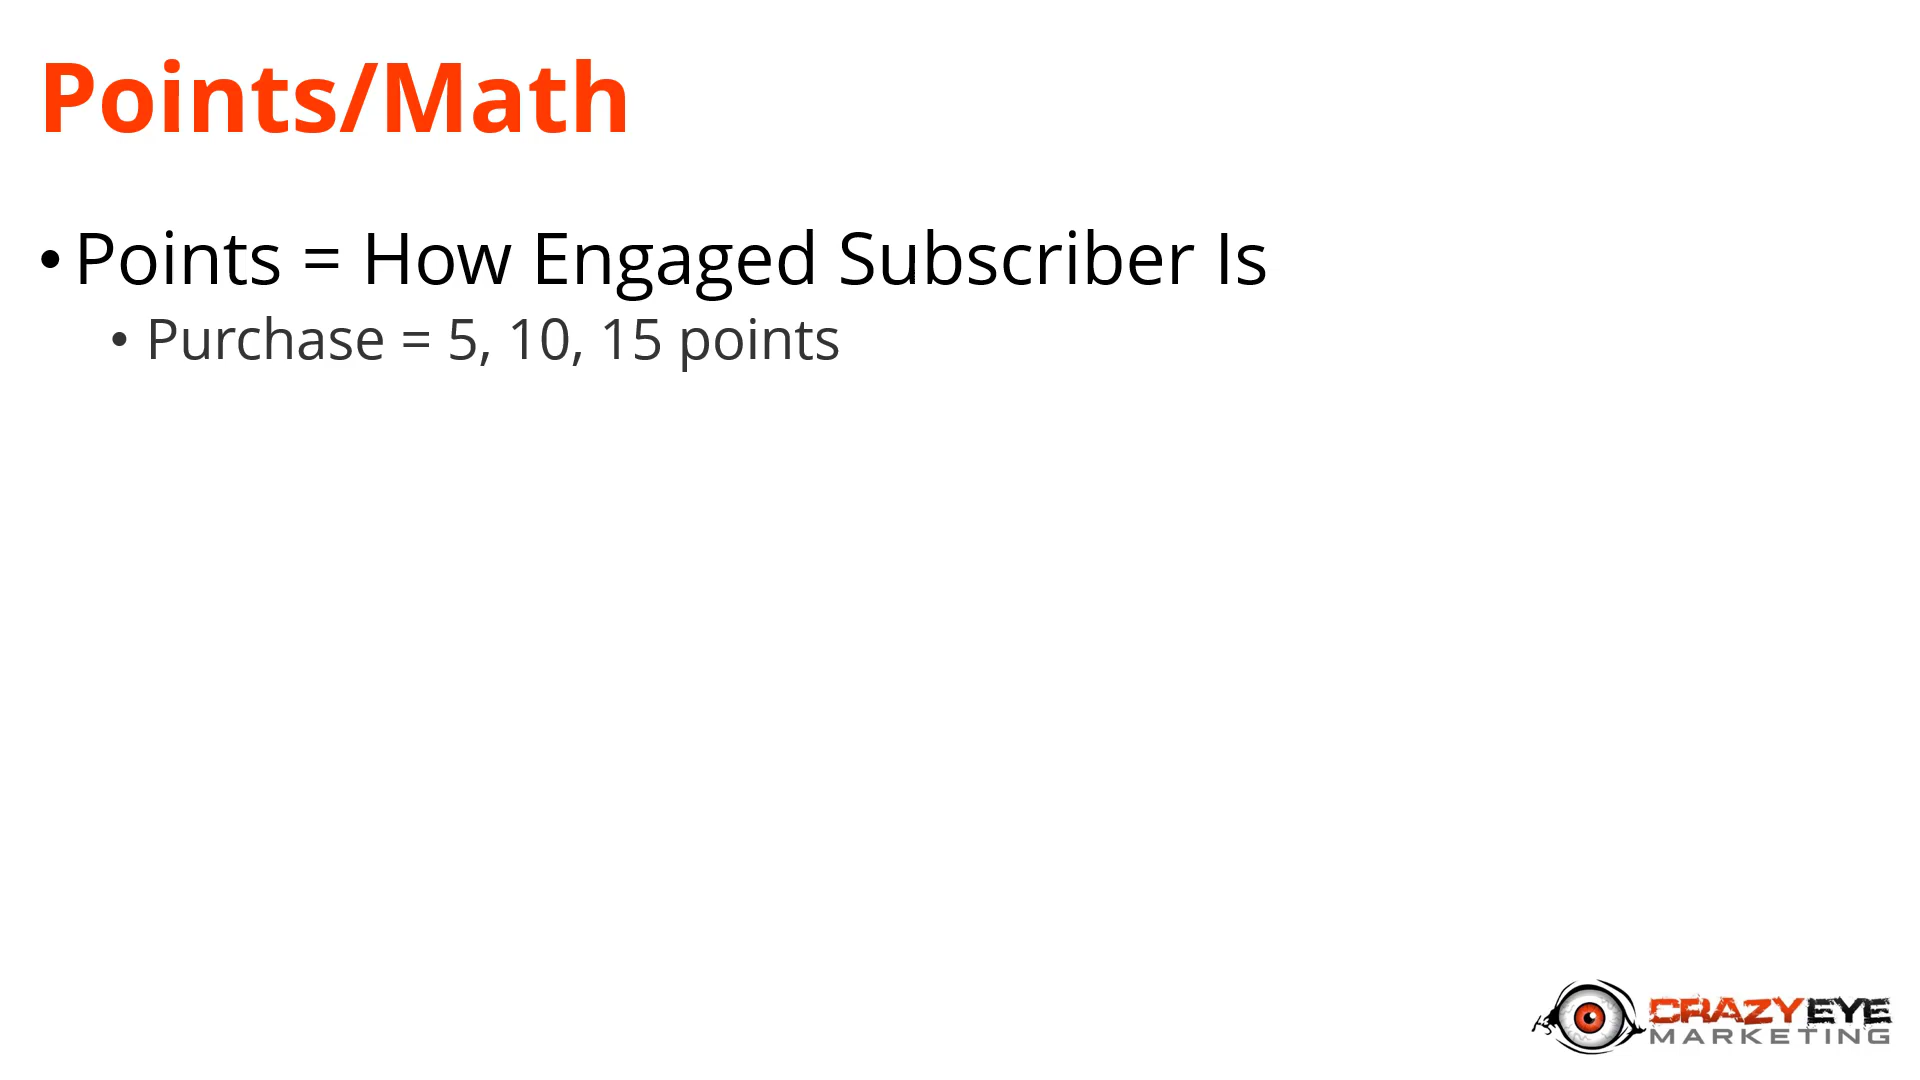 Points/Math
• Points = How Engaged Subscriber Is
• Purchase = 5, 10, 15 points
CRAZYEYE
MARKETING